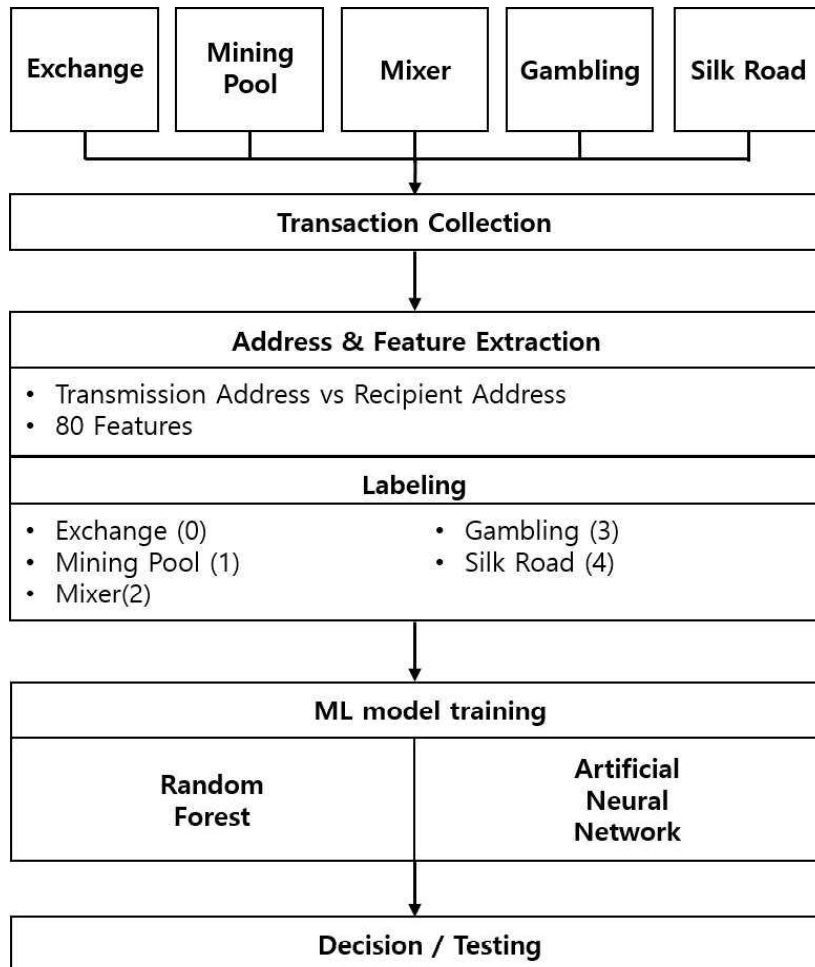 Exchange
Mining
Pool
Mixer
Gambling
Silk Road
Transaction Collection
Address & Feature Extraction
• Transmission Address vs Recipient Address
• 80 Features
Labeling
• Exchange (0)
• Mining Pool (1)
• Mixer(2)
• Gambling (3)
• Silk Road (4)
ML model training
Random
Forest
Artificial
Neural
Network
Decision / Testing